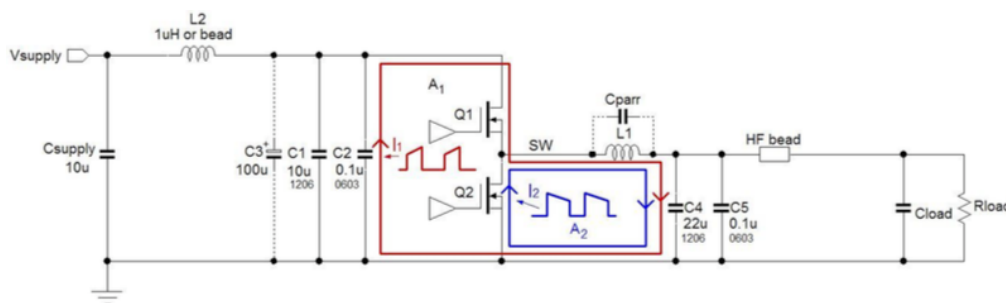 L2
1uH or bead
Vsupply
A1
Q1
Cparr
L1
SW
HF bead
I1
Csupply
10u
C3
+
100u
C1
10u
1206
C2
0.1u
0603
Q2
I2
A2
C4
22u
1206
C5
0.1u
0603
Cload
Rload